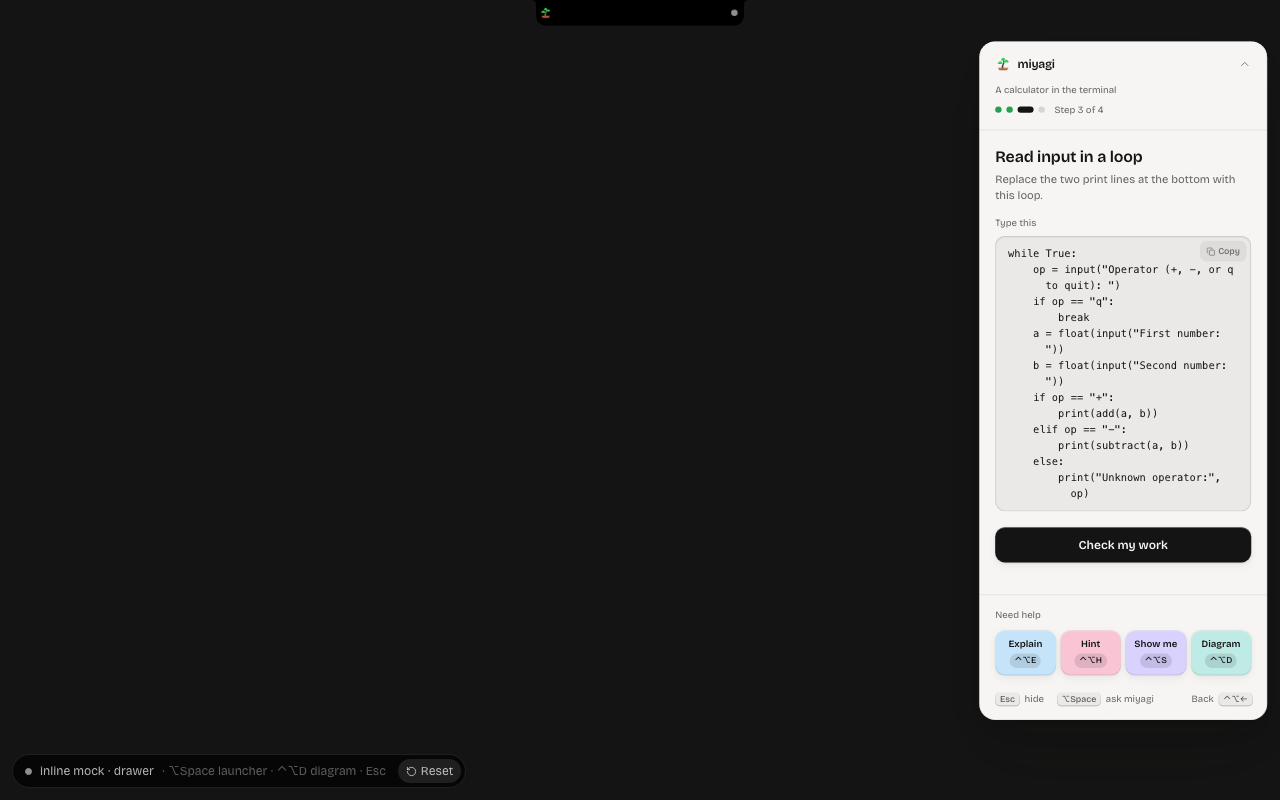 miyagi
A calculator in the terminal
Step 3 of 4
Read input in a loop
Replace the two print lines at the bottom with
this loop.
Type this
Copy
while True:
    op = input("Operator (+, −, or q
      to quit): ")
    if op == "q":
        break
    a = float(input("First number:
      "))
    b = float(input("Second number:
      "))
    if op == "+":
        print(add(a, b))
    elif op == "−":
        print(subtract(a, b))
    else:
        print("Unknown operator:",
          op)
Check my work
Need help
Explain ⌃⌥E
Hint ⌃⌥H
Show me ⌃⌥S
Diagram ⌃⌥D
Esc hide ⌥Space ask miyagi Back ⌃⌥←
inline mock · drawer · ⌥Space launcher · ⌃⌥D diagram · Esc Reset